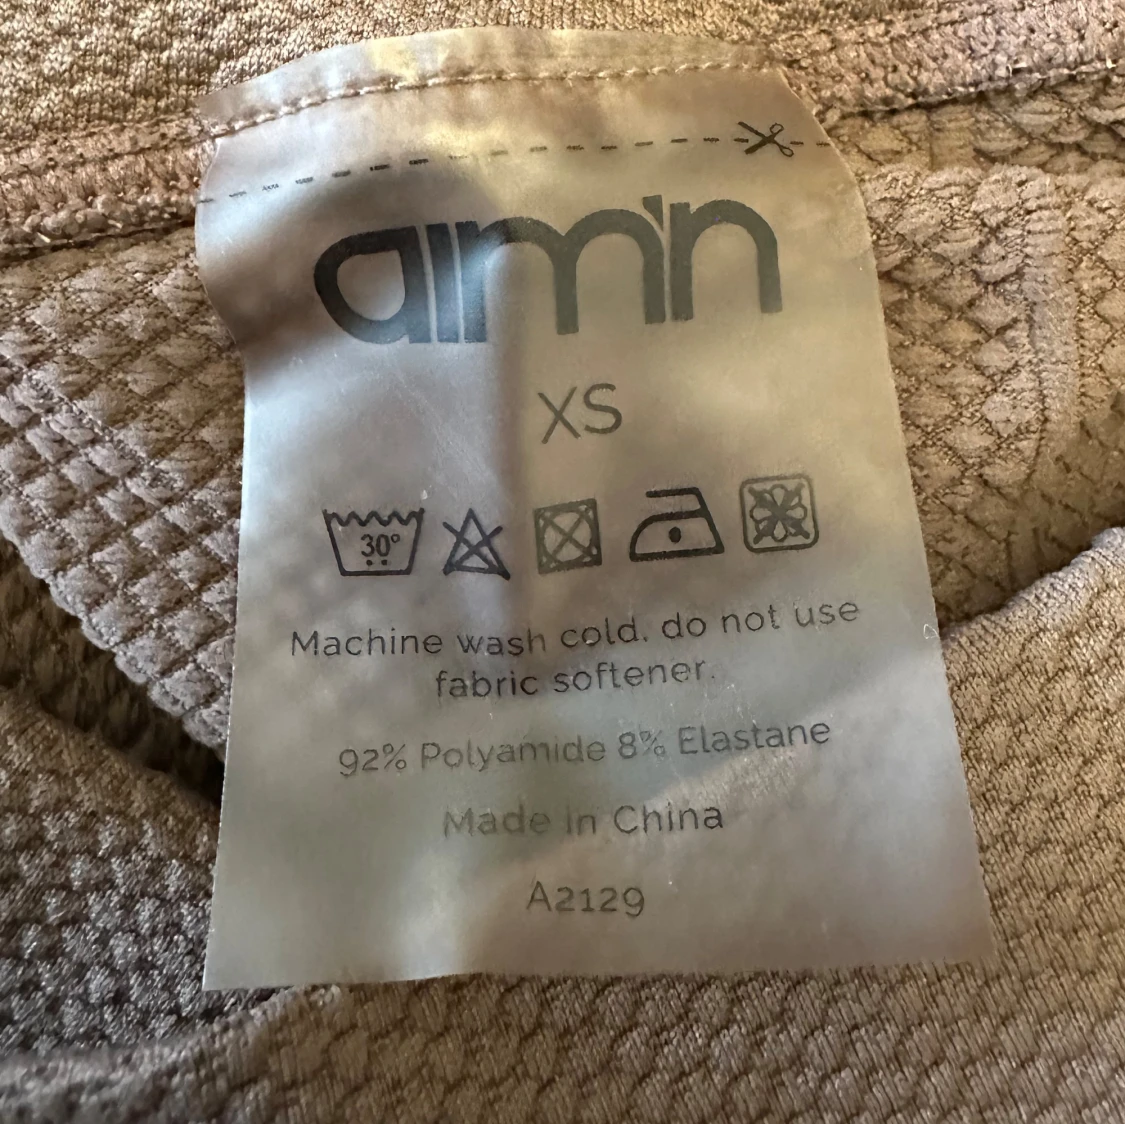 aim'n
XS
30°
Machine wash cold. do not use
fabric softener.
92% Polyamide 8% Elastane
Made in China
A2129